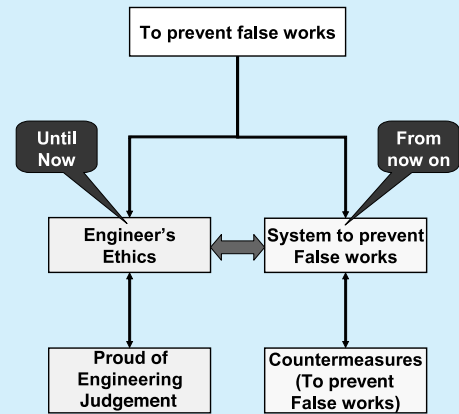 To prevent false works
Until
Now
From
now on
Engineer's
Ethics
System to prevent
False works
Proud of
Engineering
Judgement
Countermeasures
(To prevent
False works)